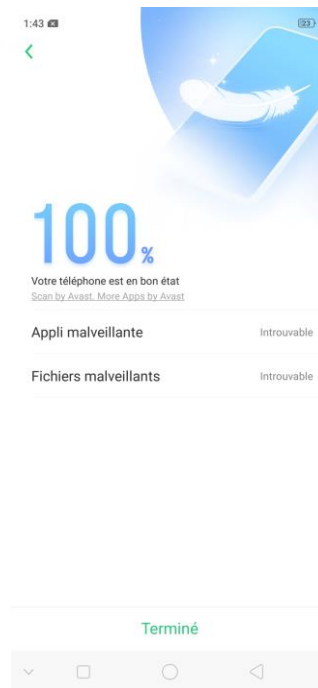 1:43
23
100%
Votre téléphone est en bon état
Scan by Avast. More Apps by Avast
Appli malveillante Introuvable
Fichiers malveillants Introuvable
Terminé